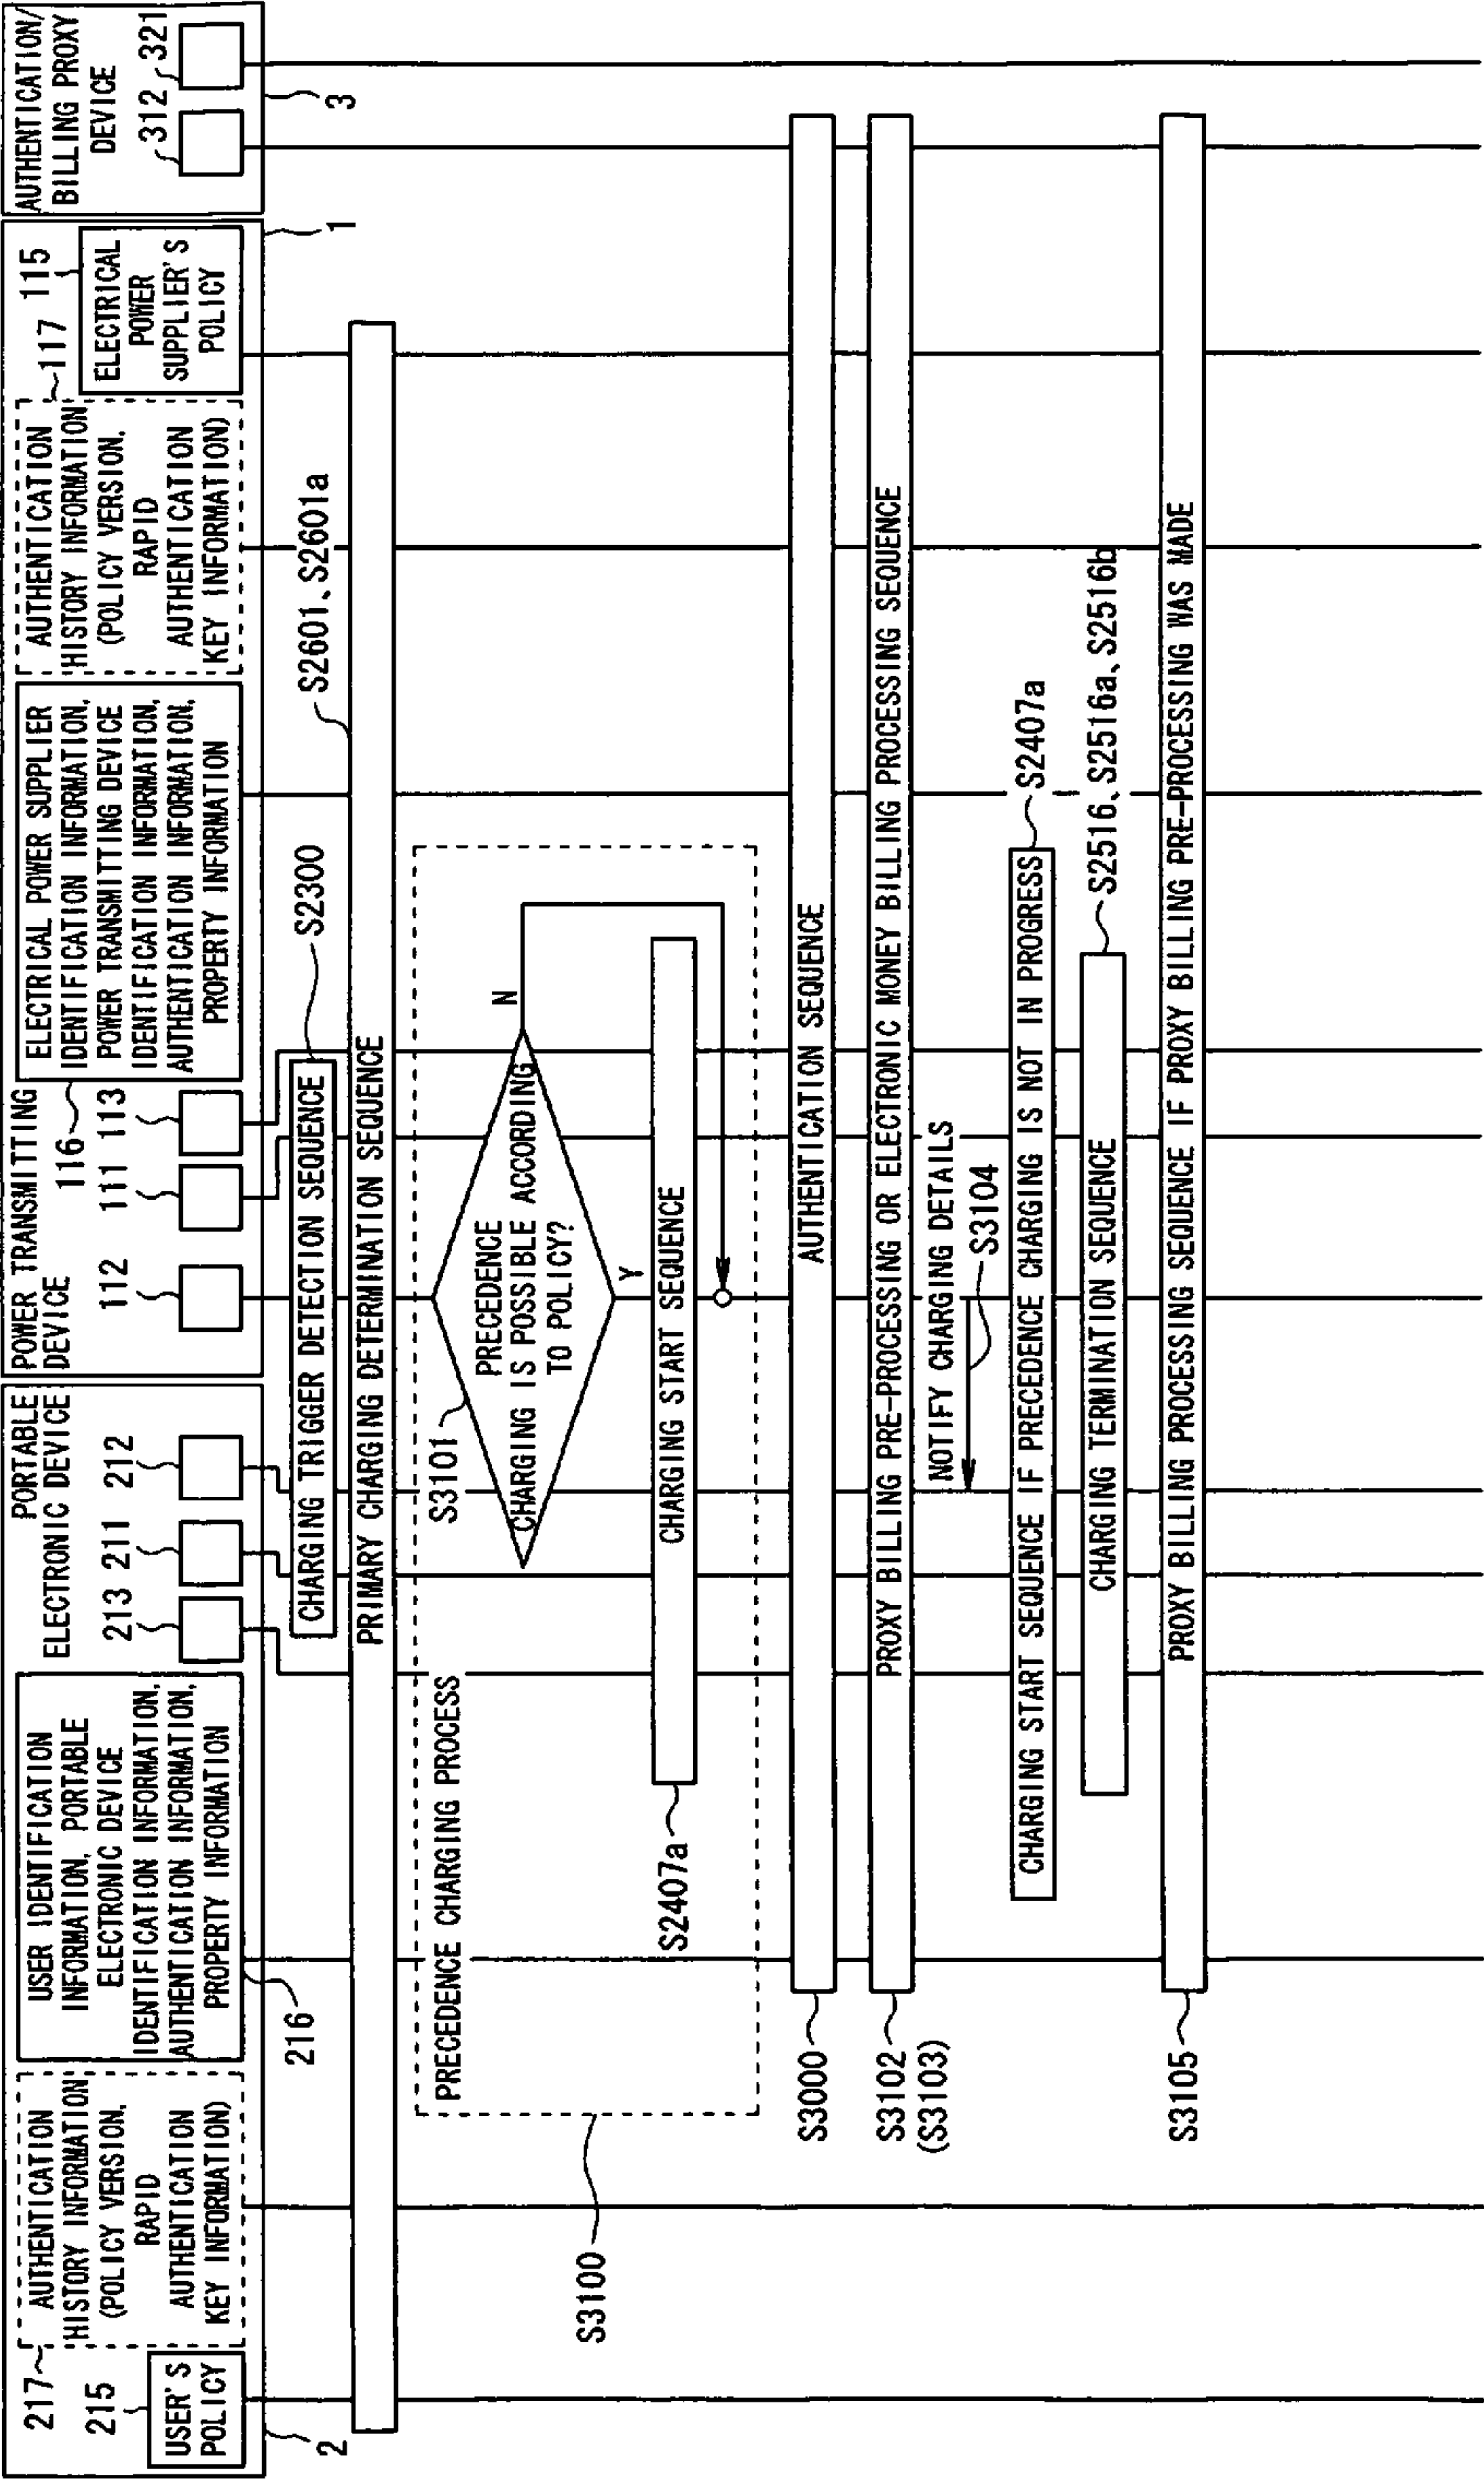 PORTABLE
ELECTRONIC DEVICE
217
AUTHENTICATION
HISTORY INFORMATION
(POLICY VERSION,
RAPID
AUTHENTICATION
KEY INFORMATION)
215
USER'S
POLICY
2
USER IDENTIFICATION
INFORMATION, PORTABLE
ELECTRONIC DEVICE
IDENTIFICATION INFORMATION,
AUTHENTICATION INFORMATION,
PROPERTY INFORMATION
216
213
211
212
POWER TRANSMITTING
DEVICE
112
111
113
116
ELECTRICAL POWER SUPPLIER
IDENTIFICATION INFORMATION,
POWER TRANSMITTING DEVICE
IDENTIFICATION INFORMATION,
AUTHENTICATION INFORMATION,
PROPERTY INFORMATION
AUTHENTICATION
HISTORY INFORMATION
(POLICY VERSION,
RAPID
AUTHENTICATION
KEY INFORMATION)
117
115
ELECTRICAL
POWER
SUPPLIER'S
POLICY
1
AUTHENTICATION/
BILLING PROXY
DEVICE
312
321
3
CHARGING TRIGGER DETECTION SEQUENCE
S2300
PRIMARY CHARGING DETERMINATION SEQUENCE
S2601、S2601a
PRECEDENCE CHARGING PROCESS
S3101
PRECEDENCE
CHARGING IS POSSIBLE ACCORDING
TO POLICY?
N
Y
CHARGING START SEQUENCE
S2407a
S3100
S3000
AUTHENTICATION SEQUENCE
S3102
(S3103)
PROXY BILLING PRE-PROCESSING OR ELECTRONIC MONEY BILLING PROCESSING SEQUENCE
NOTIFY CHARGING DETAILS
S3104
CHARGING START SEQUENCE IF PRECEDENCE CHARGING IS NOT IN PROGRESS
S2407a
CHARGING TERMINATION SEQUENCE
S2516、S2516a、S2516b
S3105
PROXY BILLING PROCESSING SEQUENCE IF PROXY BILLING PRE-PROCESSING WAS MADE